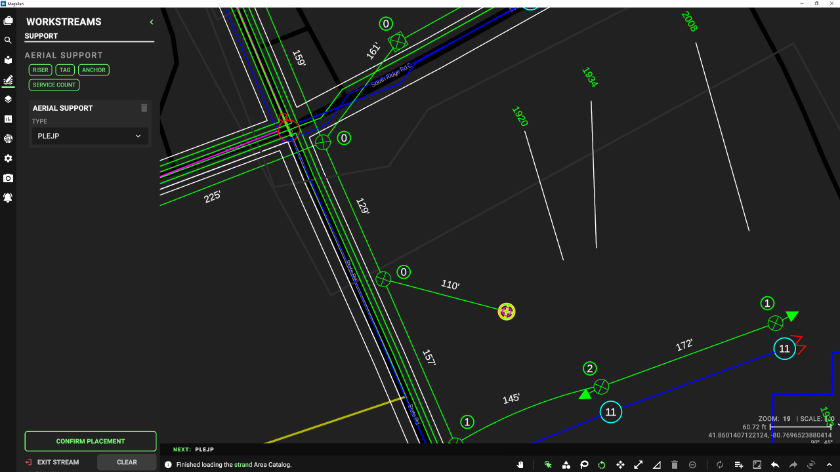 Magellan
WORKSTREAMS
SUPPORT
AERIAL SUPPORT
RISER
TAG
ANCHOR
SERVICE COUNT
AERIAL SUPPORT
TYPE
PLEJP
CONFIRM PLACEMENT
EXIT STREAM
CLEAR
0
161'
159'
South Ridge Rd E
2008
1934
1920
0
225'
129'
0
110'
157'
1
172'
11
2
145'
11
1
ZOOM: 19 | SCALE: 1.0
60.72 ft
41.8601407122124, -80.7696523880414
NEXT: PLEJP
Finished loading the strand Area Catalog.